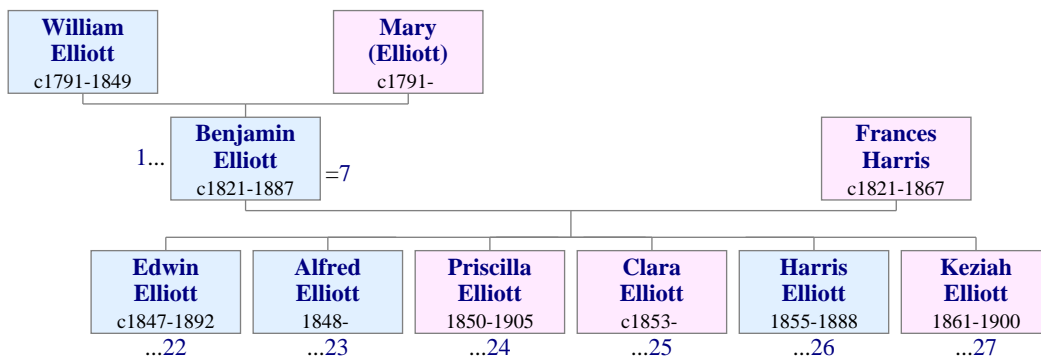 William
Elliott
c1791-1849
Mary
(Elliott)
c1791-
1...
Benjamin
Elliott
c1821-1887
=7
Frances
Harris
c1821-1867
Edwin
Elliott
c1847-1892
...22
Alfred
Elliott
1848-
...23
Priscilla
Elliott
1850-1905
...24
Clara
Elliott
c1853-
...25
Harris
Elliott
1855-1888
...26
Keziah
Elliott
1861-1900
...27